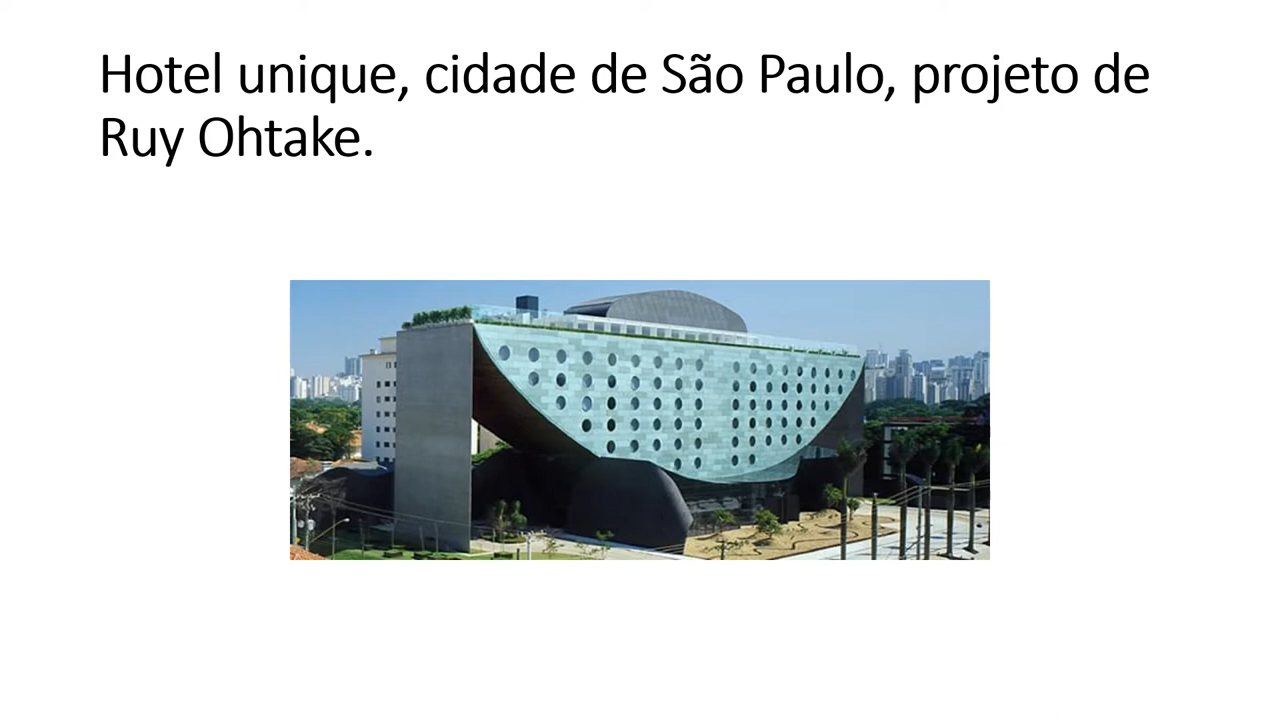 Hotel unique, cidade de São Paulo, projeto de
Ruy Ohtake.